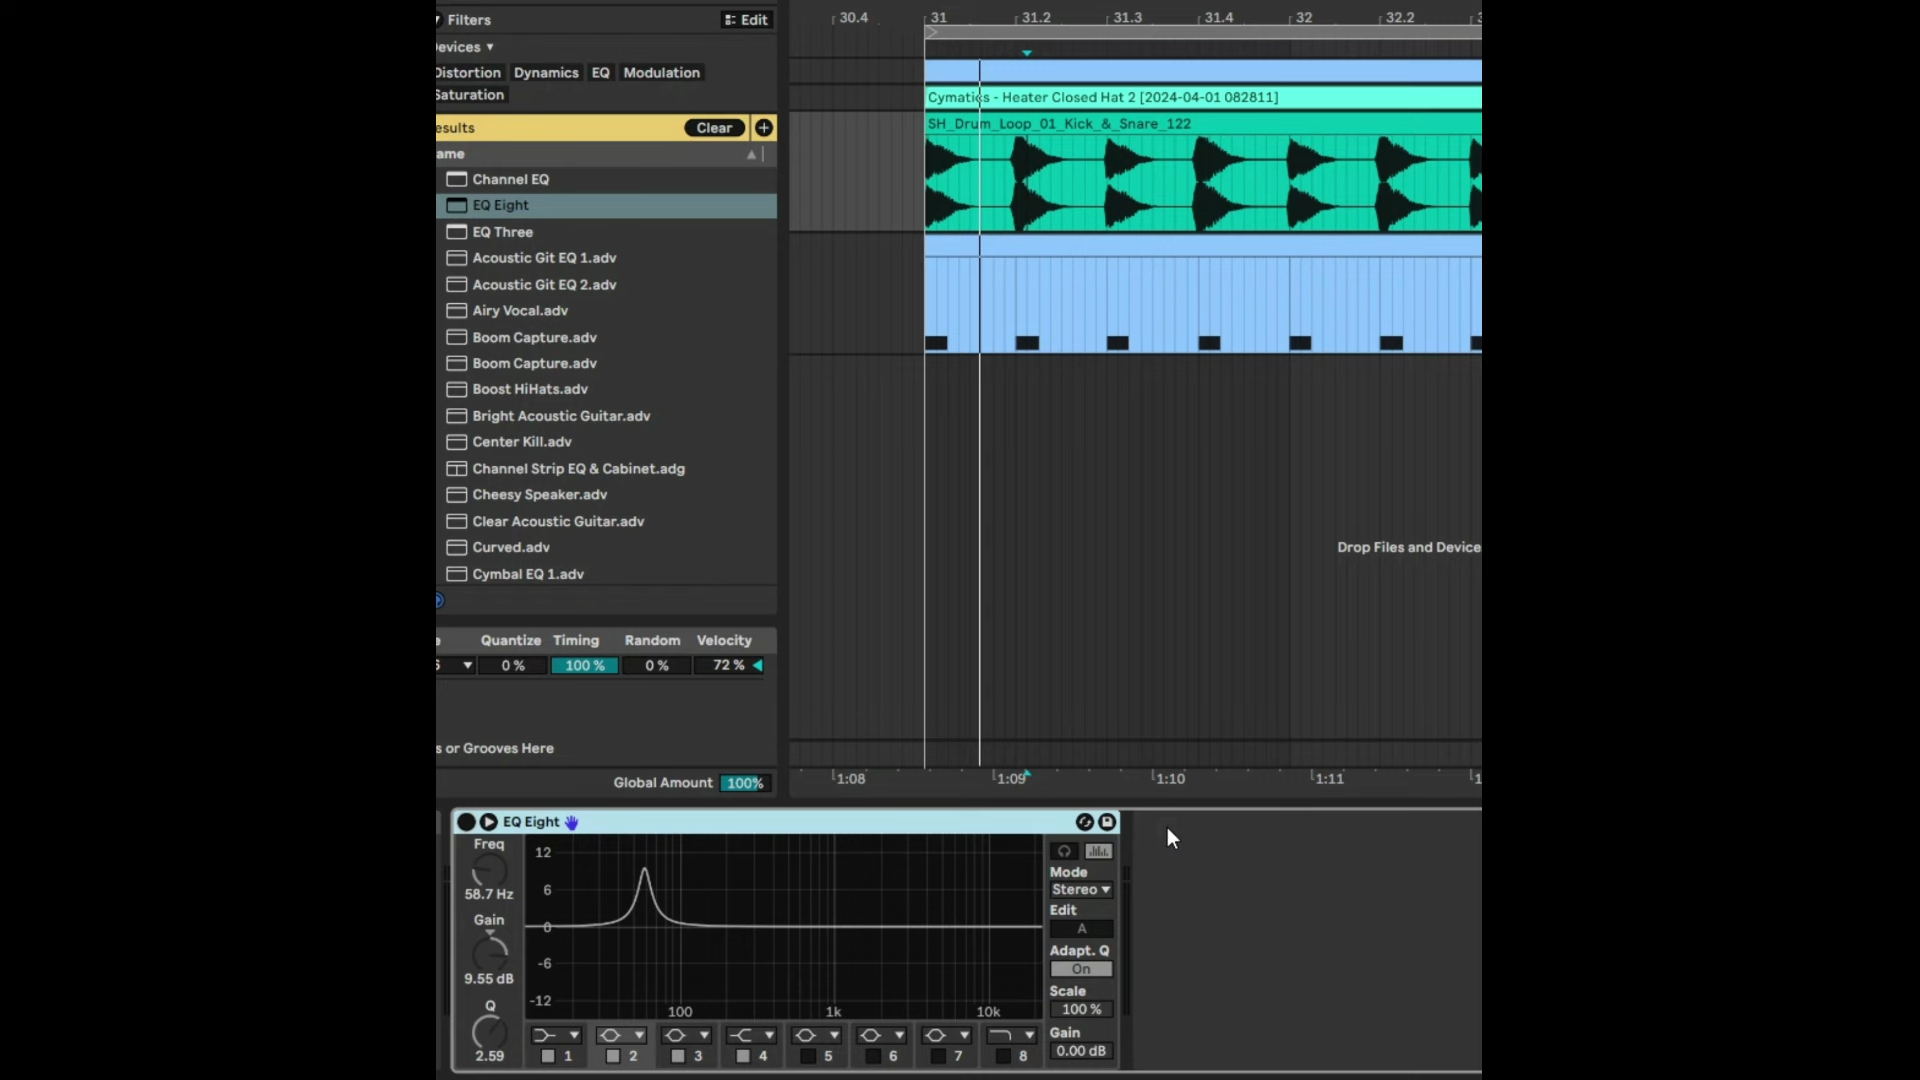 Filters
Edit
evices
Distortion Dynamics EQ Modulation
Saturation
esults
Clear
ame
Channel EQ
EQ Eight
EQ Three
Acoustic Git EQ 1.adv
Acoustic Git EQ 2.adv
Airy Vocal.adv
Boom Capture.adv
Boom Capture.adv
Boost HiHats.adv
Bright Acoustic Guitar.adv
Center Kill.adv
Channel Strip EQ & Cabinet.adg
Cheesy Speaker.adv
Clear Acoustic Guitar.adv
Curved.adv
Cymbal EQ 1.adv
e Quantize Timing Random Velocity
0 % 100 % 0 % 72 %
s or Grooves Here
Global Amount 100%
30.4 31 31.2 31.3 31.4 32 32.2
Cymatics - Heater Closed Hat 2 [2024-04-01 082811]
SH_Drum_Loop_01_Kick_&_Snare_122
Drop Files and Device
1:08 1:09 1:10 1:11
EQ Eight
Freq
58.7 Hz
Gain
9.55 dB
Q
2.59
12
6
0
-6
-12
100 1k 10k
1 2 3 4 5 6 7 8
Mode
Stereo
Edit
A
Adapt. Q
On
Scale
100 %
Gain
0.00 dB